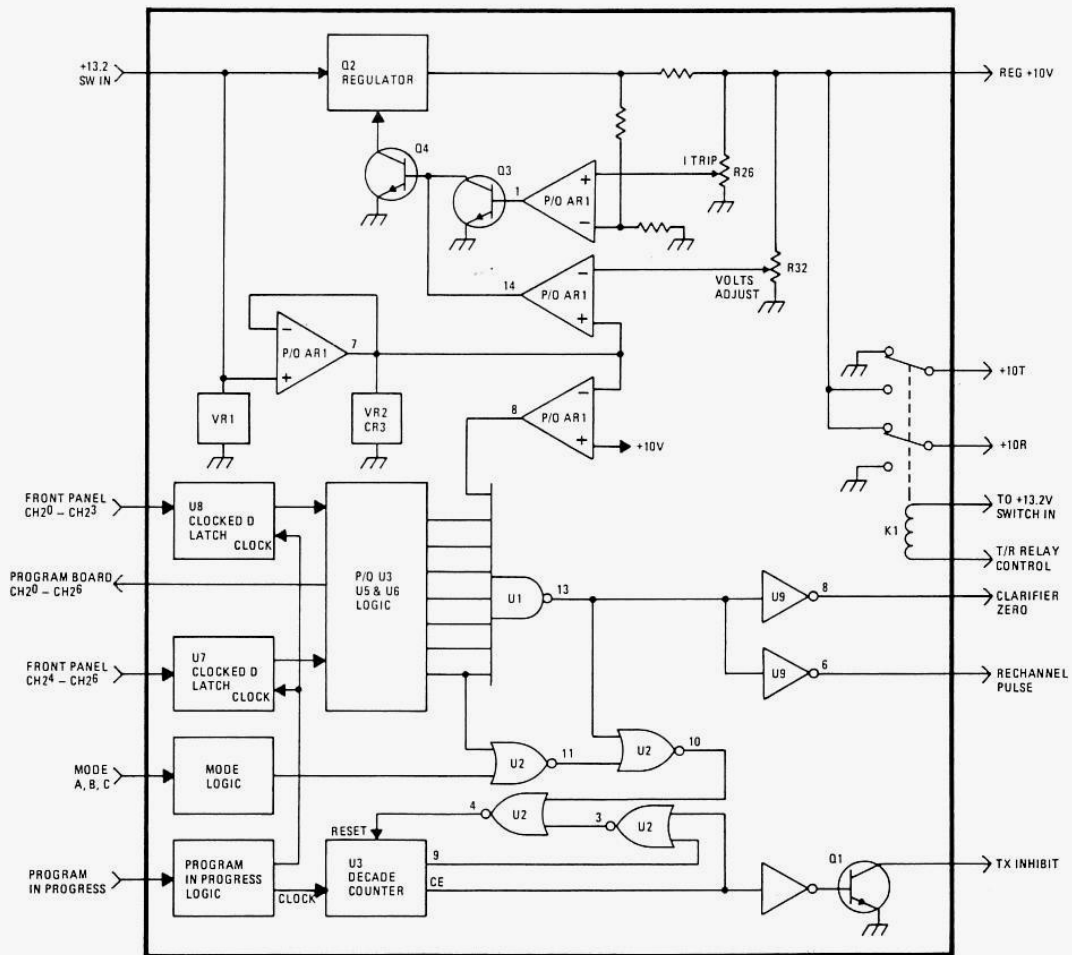 +13.2
SW IN
Q2
REGULATOR
REG +10V
Q4
Q3
1
P/O AR1
+
−
I TRIP
R26
14
P/O AR1
−
+
VOLTS
ADJUST
R32
−
P/O AR1
+
7
VR1
VR2
CR3
8
P/O AR1
−
+
+10V
+10T
+10R
K1
TO +13.2V
SWITCH IN
T/R RELAY
CONTROL
FRONT PANEL
CH2⁰ – CH2³
U8
CLOCKED D
LATCH
CLOCK
PROGRAM BOARD
CH2⁰ – CH2⁶
P/O U3
U5 & U6
LOGIC
U1
13
U9
8
CLARIFIER
ZERO
FRONT PANEL
CH2⁴ – CH2⁶
U7
CLOCKED D
LATCH
CLOCK
U9
6
RECHANNEL
PULSE
MODE
A, B, C
MODE
LOGIC
U2
11
U2
10
4
U2
3
U2
RESET
PROGRAM
IN PROGRESS
PROGRAM
IN PROGRESS
LOGIC
CLOCK
U3
DECADE
COUNTER
9
CE
Q1
TX INHIBIT